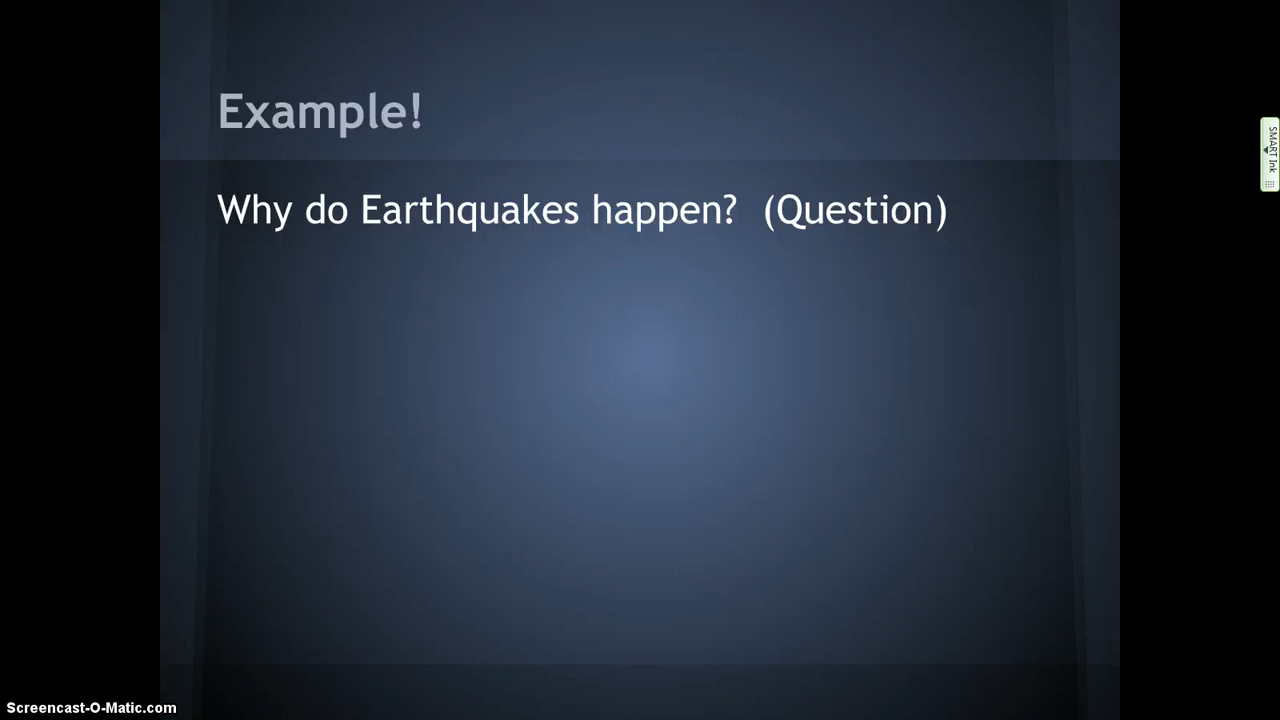 Example!
Why do Earthquakes happen?  (Question)
SMART Ink
Screencast-O-Matic.com